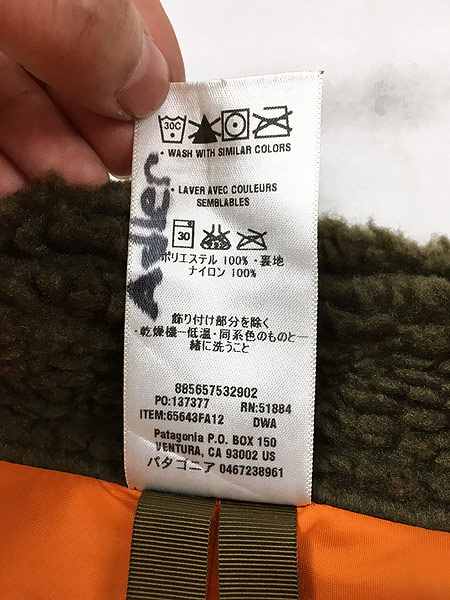 30C
· WASH WITH SIMILAR COLORS
· LAVER AVEC COULEURS
SEMBLABLES
30
ポリエステル 100%・裏地
ナイロン 100%
飾り付け部分を除く
・乾燥機—低温・同系色のものと—
緒に洗うこと
885657532902
PO:137377 RN:51884
ITEM:65643FA12 DWA
Patagonia P.O. BOX 150
VENTURA, CA 93002 US
パタゴニア 0467238961